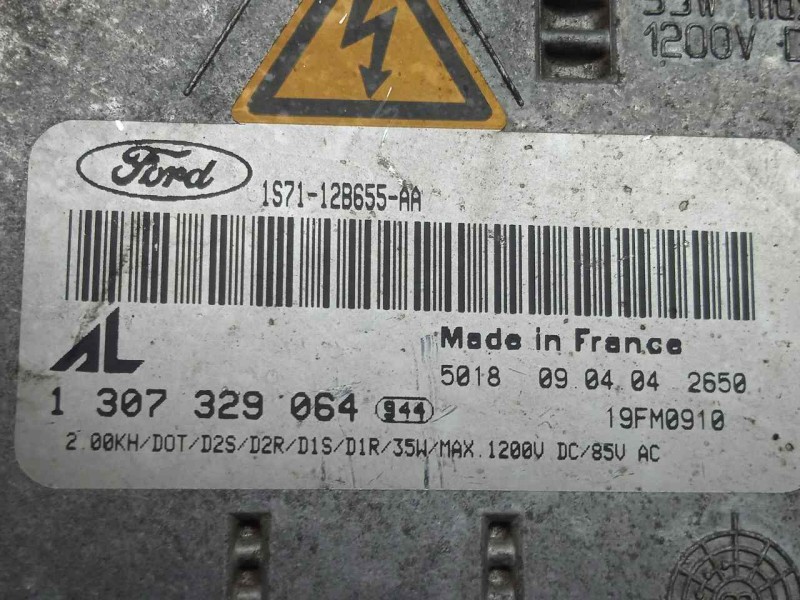 1200V D
Ford
1S71-12B655-AA
AL
Made in France
5018 09.04.04 2650
1 307 329 064 944
19FM0910
2.00KH/DOT/D2S/D2R/D1S/D1R/35W/MAX.1200V DC/85V AC